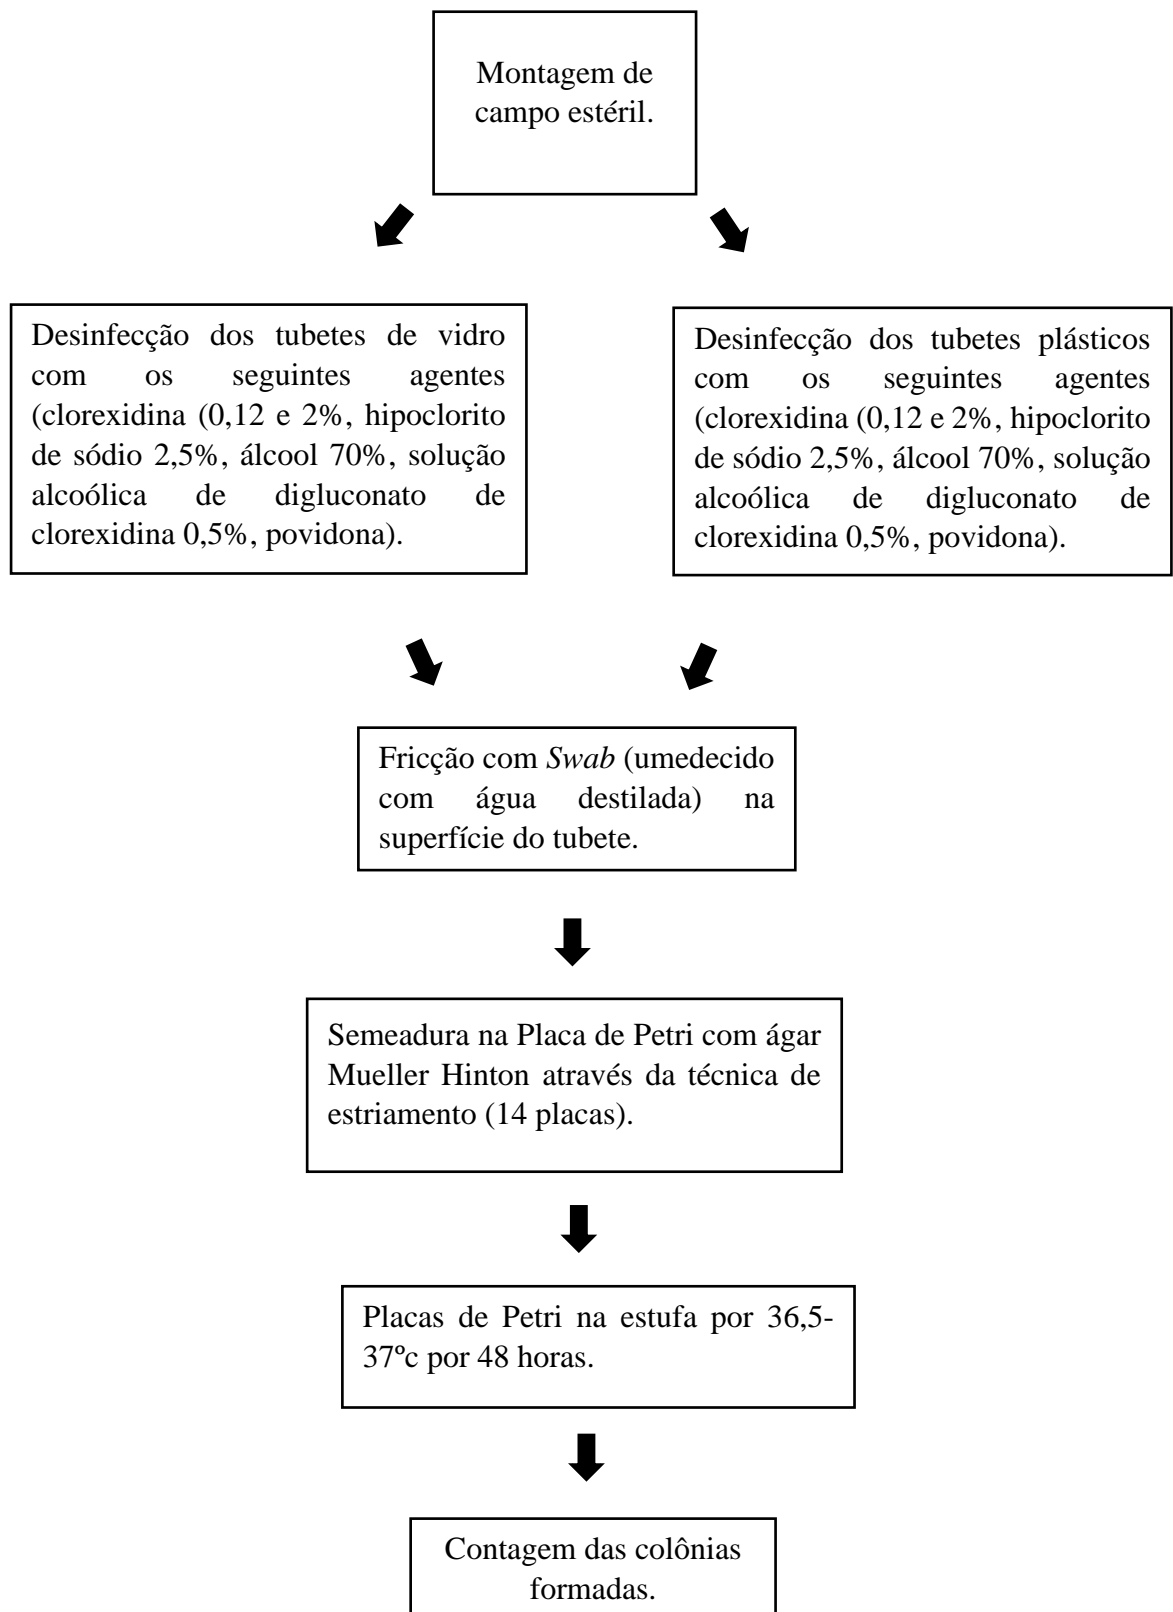 Montagem de
campo estéril.
Desinfecção dos tubetes de vidro
com os seguintes agentes
(clorexidina (0,12 e 2%, hipoclorito
de sódio 2,5%, álcool 70%, solução
alcoólica de digluconato de
clorexidina 0,5%, povidona).
Desinfecção dos tubetes plásticos
com os seguintes agentes
(clorexidina (0,12 e 2%, hipoclorito
de sódio 2,5%, álcool 70%, solução
alcoólica de digluconato de
clorexidina 0,5%, povidona).
Fricção com Swab (umedecido
com água destilada) na
superfície do tubete.
Semeadura na Placa de Petri com ágar
Mueller Hinton através da técnica de
estriamento (14 placas).
Placas de Petri na estufa por 36,5-
37ºc por 48 horas.
Contagem das colônias
formadas.